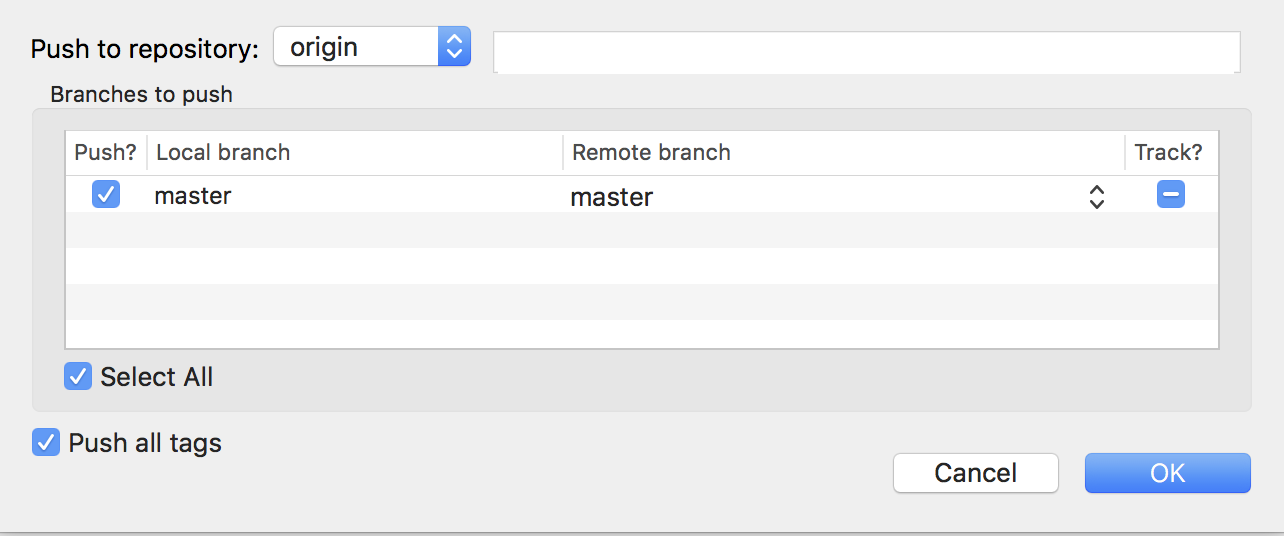 Push to repository: origin
Branches to push
Push? Local branch Remote branch Track?
master master
Select All
Push all tags
Cancel OK